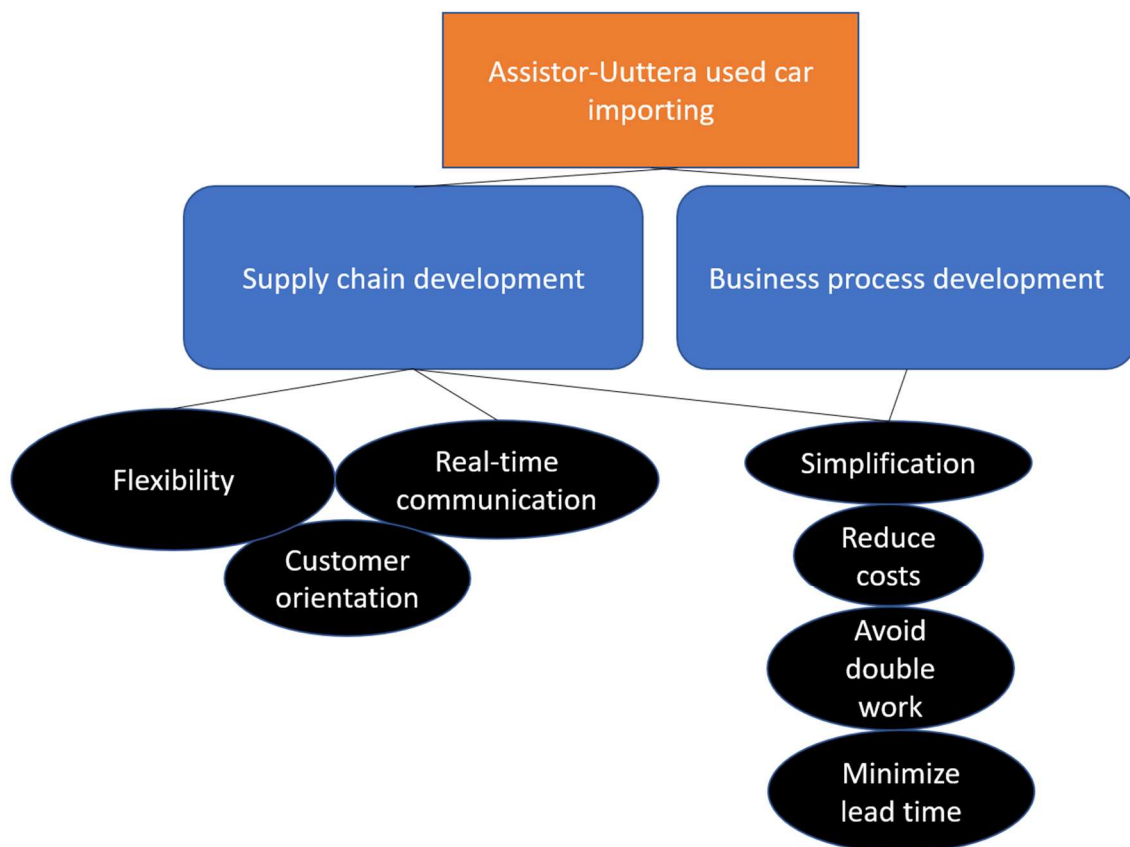 Assistor-Uuttera used car
importing
Supply chain development
Business process development
Flexibility
Real-time
communication
Customer
orientation
Simplification
Reduce
costs
Avoid
double
work
Minimize
lead time